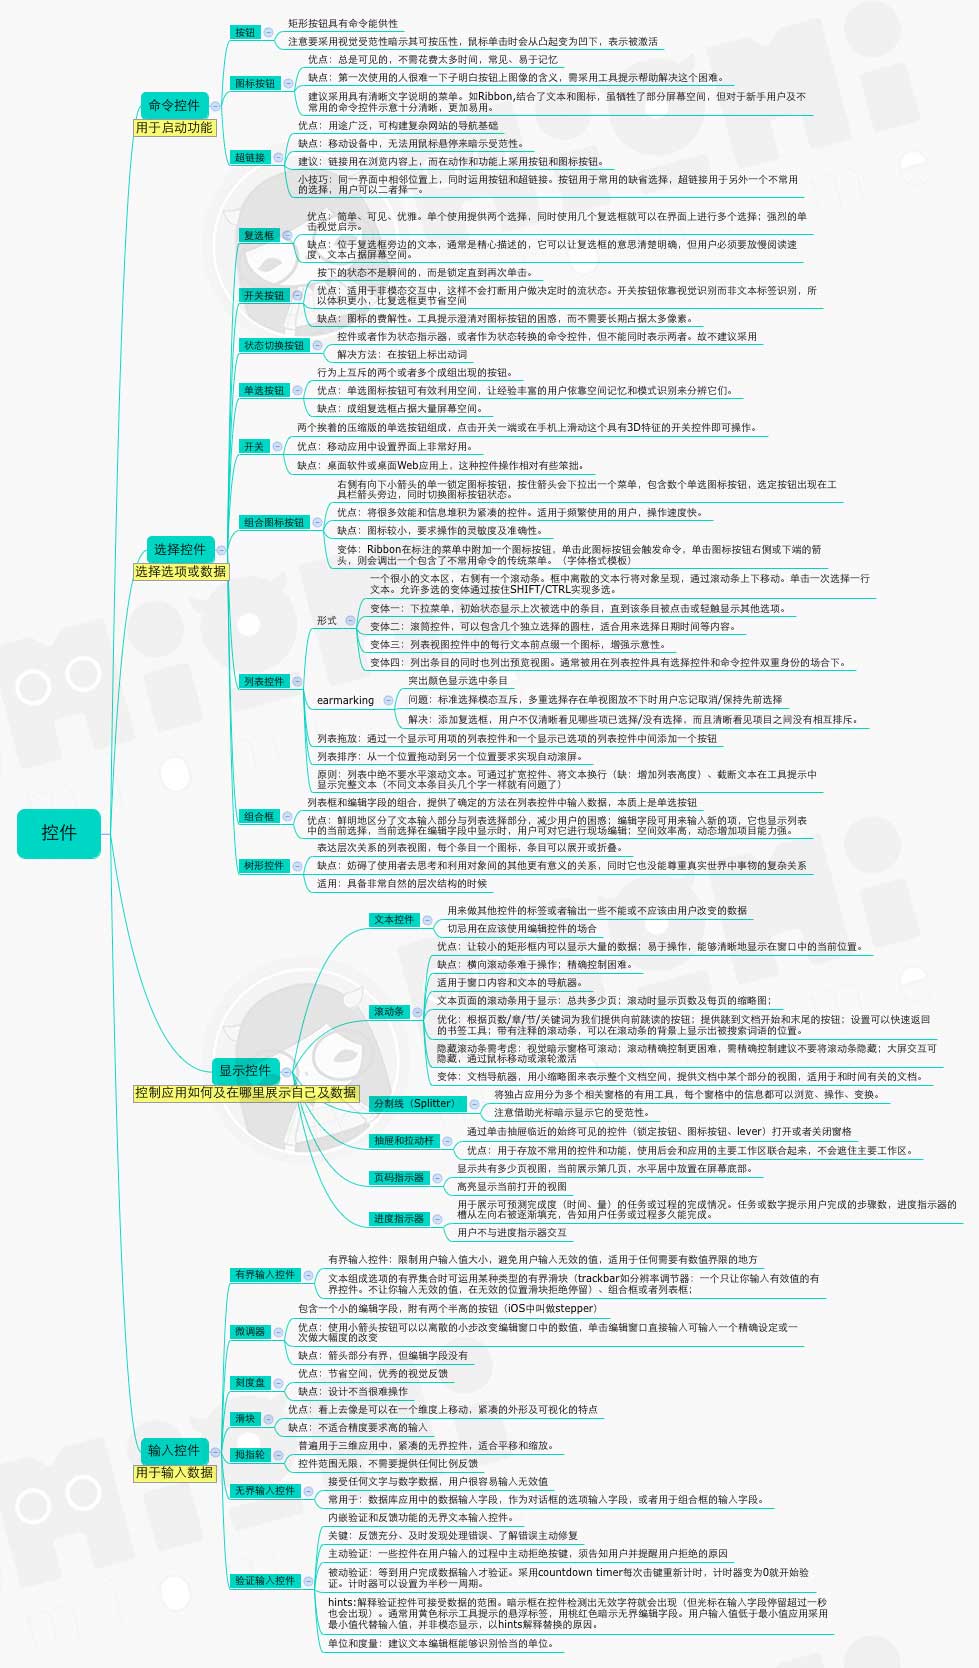 控件
命令控件
用于启动功能
按钮
矩形按钮具有命令能供性
注意要采用视觉受范性暗示其可按压性，鼠标单击时会从凸起变为凹下，表示被激活
图标按钮
优点：总是可见的，不需花费太多时间，常见、易于记忆
缺点：第一次使用的人很难一下子明白按钮上图像的含义，需采用工具提示帮助解决这个困难。
建议采用具有清晰文字说明的菜单。如Ribbon,结合了文本和图标，虽牺牲了部分屏幕空间，但对于新手用户及不
常用的命令控件示意十分清晰，更加易用。
超链接
优点：用途广泛，可构建复杂网站的导航基础
缺点：移动设备中，无法用鼠标悬停来暗示受范性。
建议：链接用在浏览内容上，而在动作和功能上采用按钮和图标按钮。
小技巧：同一界面中相邻位置上，同时运用按钮和超链接。按钮用于常用的缺省选择，超链接用于另外一个不常用
的选择，用户可以二者择一。
选择控件
选择选项或数据
复选框
优点：简单、可见、优雅。单个使用提供两个选择，同时使用几个复选框就可以在界面上进行多个选择；强烈的单
击视觉启示。
缺点：位于复选框旁边的文本，通常是精心描述的，它可以让复选框的意思清楚明确，但用户必须要放慢阅读速
度，文本占据屏幕空间。
开关按钮
按下的状态不是瞬间的，而是锁定直到再次单击。
优点：适用于非模态交互中，这样不会打断用户做决定时的流状态。开关按钮依靠视觉识别而非文本标签识别，所
以体积更小，比复选框更节省空间
缺点：图标的费解性。工具提示澄清对图标按钮的困惑，而不需要长期占据太多像素。
状态切换按钮
控件或者作为状态指示器，或者作为状态转换的命令控件，但不能同时表示两者。故不建议采用
解决方法：在按钮上标出动词
单选按钮
行为上互斥的两个或者多个成组出现的按钮。
优点：单选图标按钮可有效利用空间，让经验丰富的用户依靠空间记忆和模式识别来分辨它们。
缺点：成组复选框占据大量屏幕空间。
开关
两个挨着的压缩版的单选按钮组成，点击开关一端或在手机上滑动这个具有3D特征的开关控件即可操作。
优点：移动应用中设置界面上非常好用。
缺点：桌面软件或桌面Web应用上，这种控件操作相对有些笨拙。
组合图标按钮
右侧有向下小箭头的单一锁定图标按钮，按住箭头会下拉出一个菜单，包含数个单选图标按钮，选定按钮出现在工
具栏箭头旁边，同时切换图标按钮状态。
优点：将很多效能和信息堆积为紧凑的控件。适用于频繁使用的用户，操作速度快。
缺点：图标较小，要求操作的灵敏度及准确性。
变体：Ribbon在标注的菜单中附加一个图标按钮，单击此图标按钮会触发命令，单击图标按钮右侧或下端的箭
头，则会调出一个包含了不常用命令的传统菜单。（字体格式模板）
列表控件
形式
一个很小的文本区，右侧有一个滚动条。框中离散的文本行将对象呈现，通过滚动条上下移动。单击一次选择一行
文本。允许多选的变体通过按住SHIFT/CTRL实现多选。
变体一：下拉菜单，初始状态显示上次被选中的条目，直到该条目被点击或轻触显示其他选项。
变体二：滚筒控件，可以包含几个独立选择的圆柱，适合用来选择日期时间等内容。
变体三：列表视图控件中的每行文本前点缀一个图标，增强示意性。
变体四：列出条目的同时也列出预览视图。通常被用在列表控件具有选择控件和命令控件双重身份的场合下。
earmarking
突出颜色显示选中条目
问题：标准选择模态互斥，多重选择存在单视图放不下时用户忘记取消/保持先前选择
解决：添加复选框，用户不仅清晰看见哪些项已选择/没有选择，而且清晰看见项目之间没有相互排斥。
列表拖放：通过一个显示可用项的列表控件和一个显示已选项的列表控件中间添加一个按钮
列表排序：从一个位置拖动到另一个位置要求实现自动滚屏。
原则：列表中绝不要水平滚动文本。可通过扩宽控件、将文本换行（缺：增加列表高度）、截断文本在工具提示中
显示完整文本（不同文本条目头几个字一样就有问题了）
组合框
列表框和编辑字段的组合，提供了确定的方法在列表控件中输入数据，本质上是单选按钮
优点：鲜明地区分了文本输入部分与列表选择部分，减少用户的困惑；编辑字段可用来输入新的项，它也显示列表
中的当前选择，当前选择在编辑字段中显示时，用户可对它进行现场编辑；空间效率高，动态增加项目能力强。
树形控件
表达层次关系的列表视图，每个条目一个图标，条目可以展开或折叠。
缺点：妨碍了使用者去思考和利用对象间的其他更有意义的关系，同时它也没能尊重真实世界中事物的复杂关系
适用：具备非常自然的层次结构的时候
显示控件
控制应用如何及在哪里展示自己及数据
文本控件
用来做其他控件的标签或者输出一些不能或不应该由用户改变的数据
切忌用在应该使用编辑控件的场合
滚动条
优点：让较小的矩形框内可以显示大量的数据；易于操作，能够清晰地显示在窗口中的当前位置。
缺点：横向滚动条难于操作；精确控制困难。
适用于窗口内容和文本的导航器。
文本页面的滚动条用于显示：总共多少页；滚动时显示页数及每页的缩略图；
优化：根据页数/章/节/关键词为我们提供向前跳读的按钮；提供跳到文档开始和末尾的按钮；设置可以快速返回
的书签工具；带有注释的滚动条，可以在滚动条的背景上显示出被搜索词语的位置。
隐藏滚动条需考虑：视觉暗示窗格可滚动；滚动精确控制更困难，需精确控制建议不要将滚动条隐藏；大屏交互可
隐藏，通过鼠标移动或滚轮激活
变体：文档导航器，用小缩略图来表示整个文档空间，提供文档中某个部分的视图，适用于和时间有关的文档。
分割线（Splitter）
将独占应用分为多个相关窗格的有用工具，每个窗格中的信息都可以浏览、操作、变换。
注意借助光标暗示显示它的受范性。
抽屉和拉动杆
通过单击抽屉临近的始终可见的控件（锁定按钮、图标按钮、lever）打开或者关闭窗格
优点：用于存放不常用的控件和功能，使用后会和应用的主要工作区联合起来，不会遮住主要工作区。
页码指示器
显示共有多少页视图，当前展示第几页，水平居中放置在屏幕底部。
高亮显示当前打开的视图
进度指示器
用于展示可预测完成度（时间、量）的任务或过程的完成情况。任务或数字提示用户完成的步骤数，进度指示器的
槽从左向右被逐渐填充，告知用户任务或过程多久能完成。
用户不与进度指示器交互
输入控件
用于输入数据
有界输入控件
有界输入控件：限制用户输入值大小，避免用户输入无效的值，适用于任何需要有数值界限的地方
文本组成选项的有界集合时可运用某种类型的有界滑块（trackbar如分辨率调节器：一个只让你输入有效值的有
界控件。不让你输入无效的值，在无效的位置滑块拒绝停留）、组合框或者列表框；
微调器
包含一个小的编辑字段，附有两个半高的按钮（iOS中叫做stepper）
优点：使用小箭头按钮可以以离散的小步改变编辑窗口中的数值，单击编辑窗口直接输入可输入一个精确设定或一
次做大幅度的改变
缺点：箭头部分有界，但编辑字段没有
刻度盘
优点：节省空间，优秀的视觉反馈
缺点：设计不当很难操作
滑块
优点：看上去像是可以在一个维度上移动，紧凑的外形及可视化的特点
缺点：不适合精度要求高的输入
拇指轮
普遍用于三维应用中，紧凑的无界控件，适合平移和缩放。
控件范围无限，不需要提供任何比例反馈
无界输入控件
接受任何文字与数字数据，用户很容易输入无效值
常用于：数据库应用中的数据输入字段，作为对话框的选项输入字段，或者用于组合框的输入字段。
验证输入控件
内嵌验证和反馈功能的无界文本输入控件。
关键：反馈充分、及时发现处理错误、了解错误主动修复
主动验证：一些控件在用户输入的过程中主动拒绝按键，须告知用户并提醒用户拒绝的原因
被动验证：等到用户完成数据输入才验证。采用countdown timer每次击键重新计时，计时器变为0就开始验
证。计时器可以设置为半秒一周期。
hints:解释验证控件可接受数据的范围。暗示框在控件检测出无效字符就会出现（但光标在输入字段停留超过一秒
也会出现）。通常用黄色标示工具提示的悬浮标签，用桃红色暗示无界编辑字段。用户输入值低于最小值应用采用
最小值代替输入值，并非模态显示，以hints解释替换的原因。
单位和度量：建议文本编辑框能够识别恰当的单位。